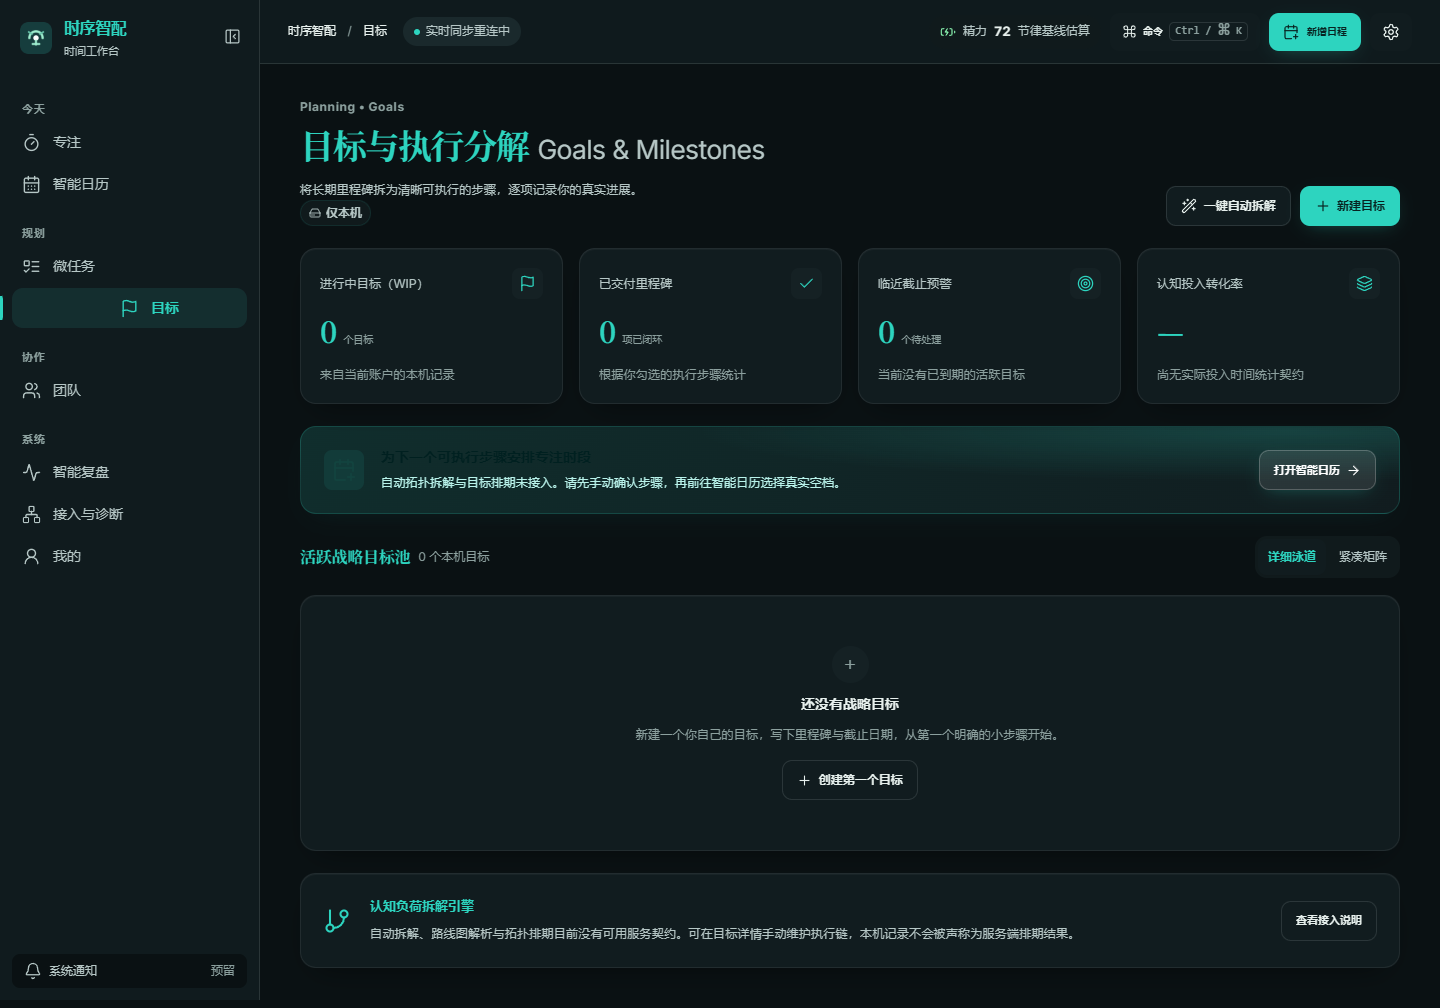 时序智配
时间工作台
今天
专注
智能日历
规划
微任务
目标
协作
团队
系统
智能复盘
接入与诊断
我的
系统通知 预留
时序智配 / 目标 实时同步重连中
精力 72 节律基线估算
命令 Ctrl / ⌘ K
新增日程
Planning • Goals
目标与执行分解 Goals & Milestones
将长期里程碑拆为清晰可执行的步骤，逐项记录你的真实进展。
仅本机
一键自动拆解
新建目标
进行中目标（WIP）
0 个目标
来自当前账户的本机记录
已交付里程碑
0 项已闭环
根据你勾选的执行步骤统计
临近截止预警
0 个待处理
当前没有已到期的活跃目标
认知投入转化率
—
尚无实际投入时间统计契约
为下一个可执行步骤安排专注时段
自动拓扑拆解与目标排期未接入。请先手动确认步骤，再前往智能日历选择真实空档。
打开智能日历
活跃战略目标池 0 个本机目标
详细泳道 紧凑矩阵
还没有战略目标
新建一个你自己的目标，写下里程碑与截止日期，从第一个明确的小步骤开始。
创建第一个目标
认知负荷拆解引擎
自动拆解、路线图解析与拓扑排期目前没有可用服务契约。可在目标详情手动维护执行链，本机记录不会被声称为服务端排期结果。
查看接入说明